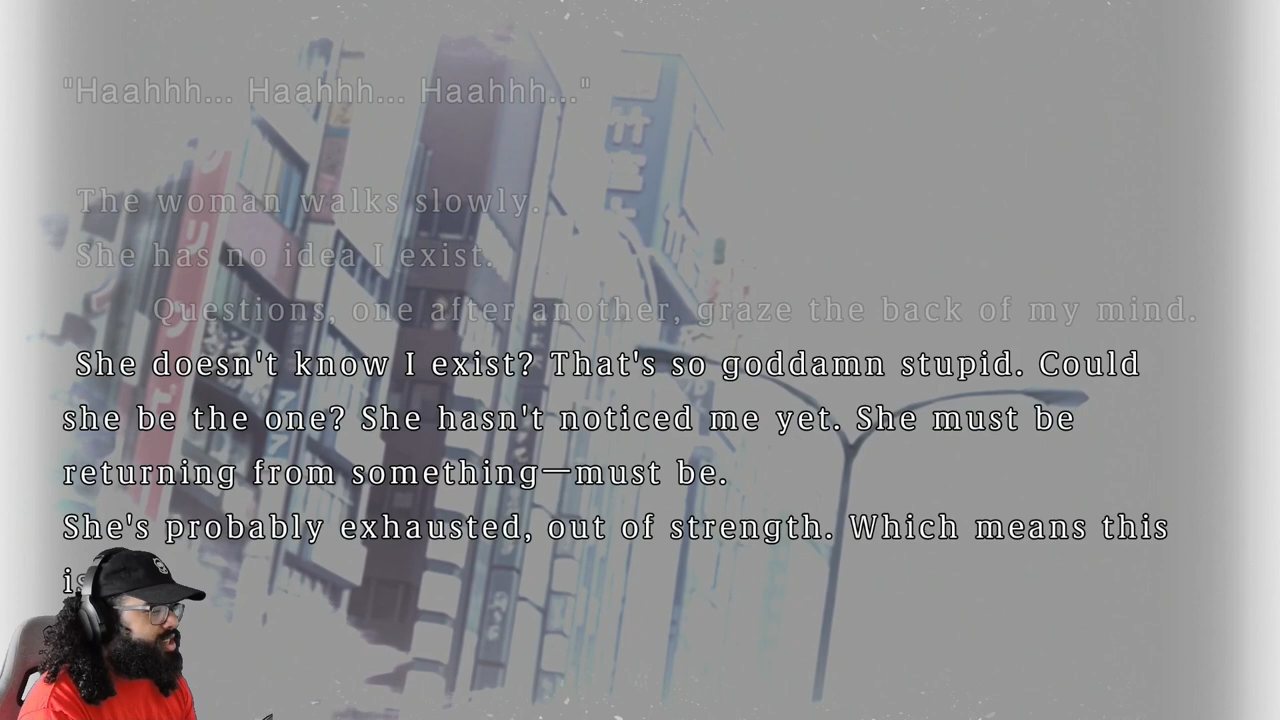 "Haahhh... Haahhh... Haahhh..."
The woman walks slowly.
She has no idea I exist.
Questions, one after another, graze the back of my mind.
She doesn't know I exist? That's so goddamn stupid. Could
she be the one? She hasn't noticed me yet. She must be
returning from something—must be.
She's probably exhausted, out of strength. Which means this
is